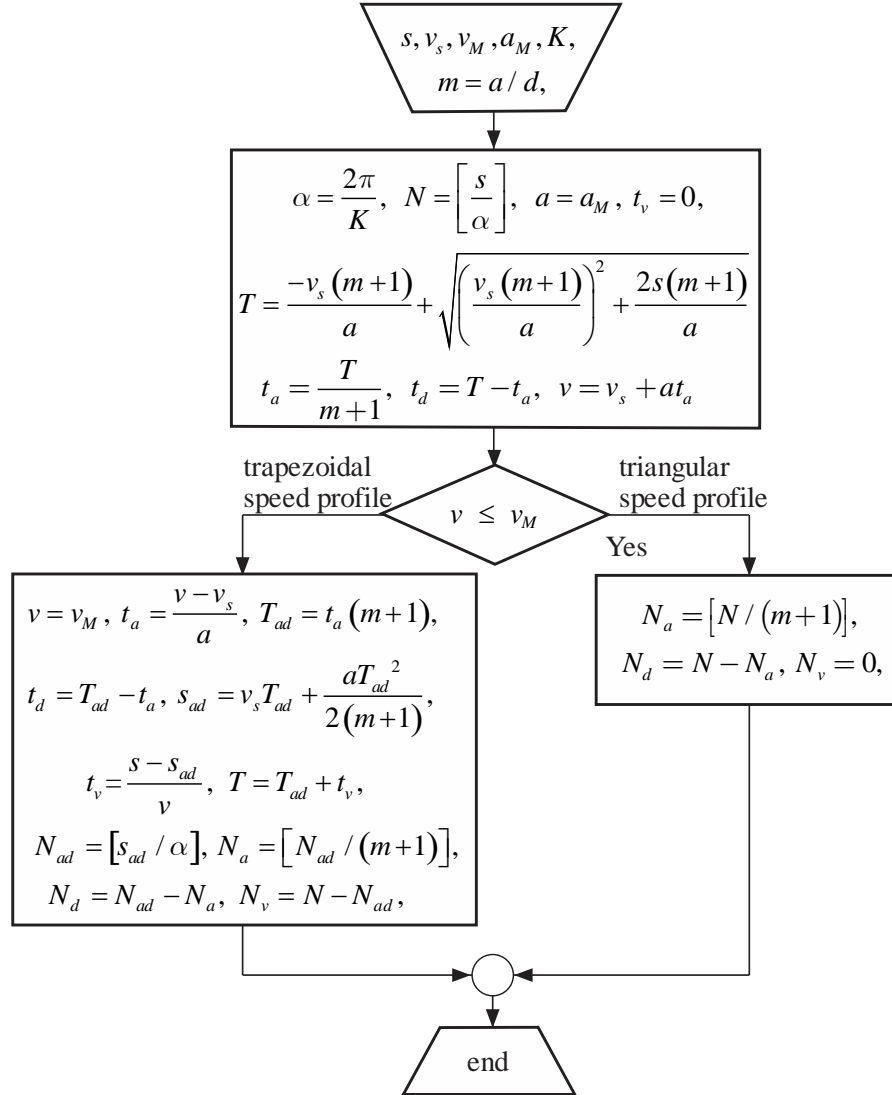 s, v_s, v_M, a_M, K,
m = a / d,
α = 2π/K, N = [s/α], a = a_M, t_v = 0,
T = −v_s(m+1)/a + √((v_s(m+1)/a)² + 2s(m+1)/a)
t_a = T/(m+1), t_d = T − t_a, v = v_s + at_a
trapezoidal
speed profile
v ≤ v_M
triangular
speed profile
Yes
v = v_M, t_a = (v − v_s)/a, T_ad = t_a(m+1),
t_d = T_ad − t_a, s_ad = v_s T_ad + aT_ad²/2(m+1),
t_v = (s − s_ad)/v, T = T_ad + t_v,
N_ad = [s_ad / α], N_a = [N_ad / (m+1)],
N_d = N_ad − N_a, N_v = N − N_ad,
N_a = [N / (m+1)],
N_d = N − N_a, N_v = 0,
end